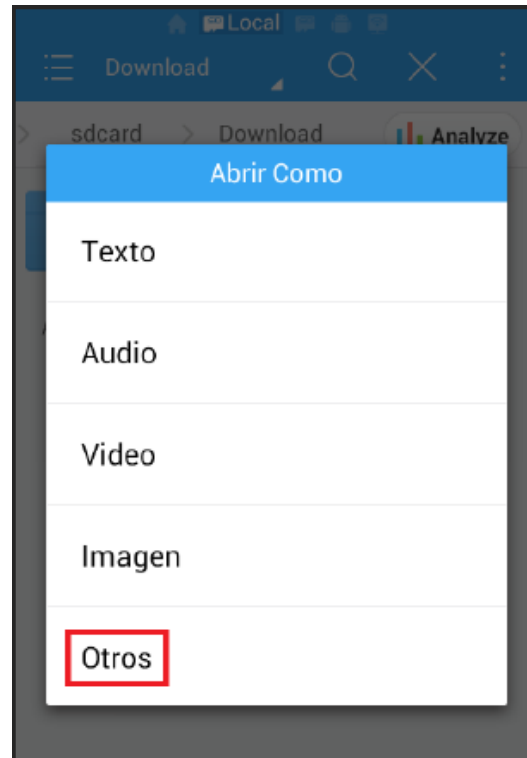 Local
Download
> sdcard > Download Analyze
Abrir Como
Texto
Audio
Video
Imagen
Otros